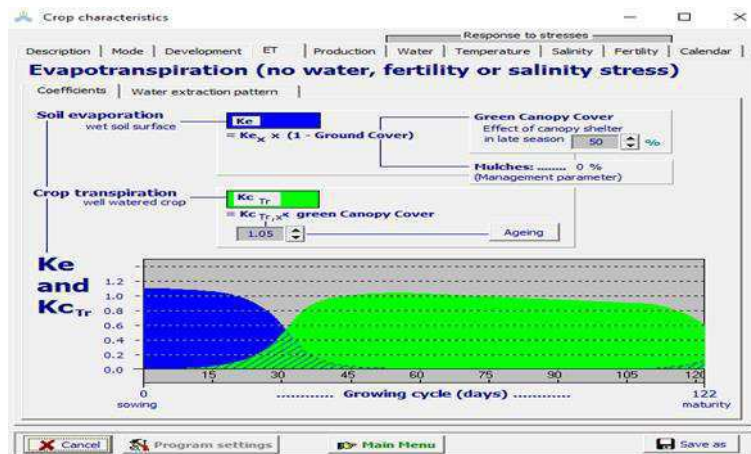 Crop characteristics
Response to stresses
Description | Mode | Development | ET | Production | Water | Temperature | Salinity | Fertility | Calendar
Evapotranspiration (no water, fertility or salinity stress)
Coefficients | Water extraction pattern
Soil evaporation
wet soil surface
Ke
= Kex x (1 - Ground Cover)
Green Canopy Cover
Effect of canopy shelter
in late season 50 %
Mulches: ....... 0 %
(Management parameter)
Crop transpiration
well watered crop
Kc Tr
= Kc Tr,x x green Canopy Cover
1.05
Ageing
Ke
and
KcTr
1.2
1.0
0.8
0.6
0.4
0.2
0.0
15 30 45 60 75 90 105 120
0 ........... Growing cycle (days) ........... 122
sowing maturity
Cancel Program settings Main Menu Save as